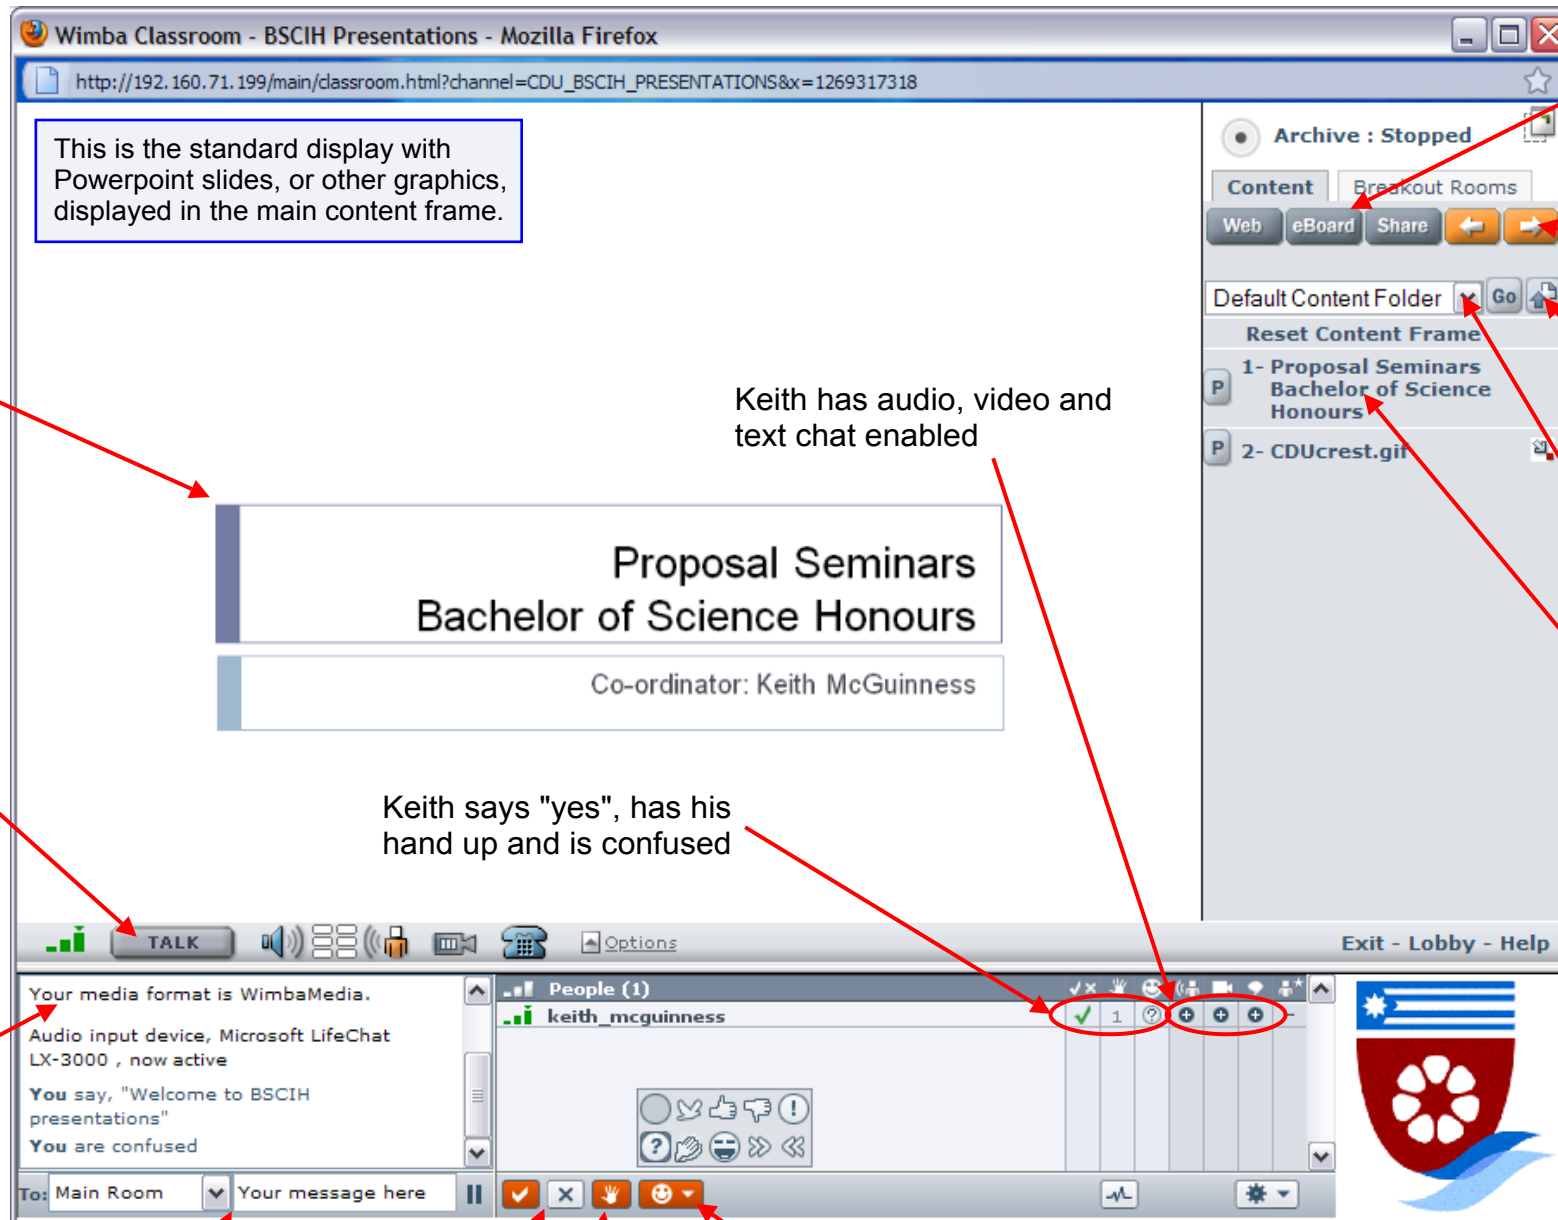 Wimba Classroom - BSCIH Presentations - Mozilla Firefox
http://192.160.71.199/main/classroom.html?channel=CDU_BSCIH_PRESENTATIONS&x=1269317318
This is the standard display with
Powerpoint slides, or other graphics,
displayed in the main content frame.
Archive : Stopped
Content Breakout Rooms
Web eBoard Share
Default Content Folder Go
Reset Content Frame
P 1- Proposal Seminars
Bachelor of Science
Honours
P 2- CDUcrest.gif
Keith has audio, video and
text chat enabled
Proposal Seminars
Bachelor of Science Honours
Co-ordinator: Keith McGuinness
Keith says "yes", has his
hand up and is confused
TALK Options Exit - Lobby - Help
Your media format is WimbaMedia.
Audio input device, Microsoft LifeChat
LX-3000 , now active
You say, "Welcome to BSCIH
presentations"
You are confused
To: Main Room Your message here
People (1)
keith_mcguinness 1 ?